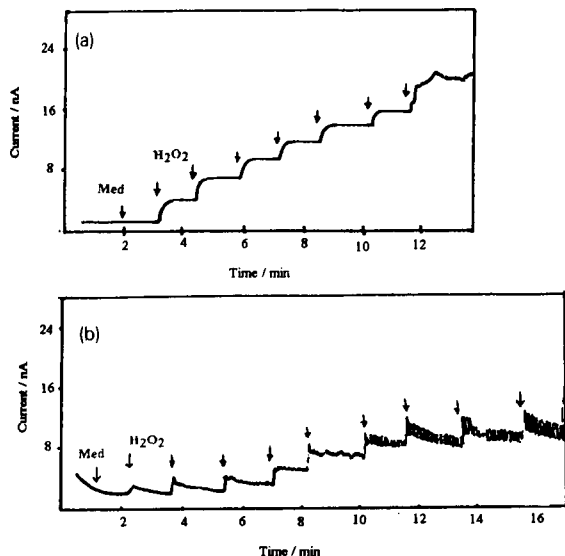 (a)
24
16
8
Current / nA
Med
H2O2
2 4 6 8 10 12
Time / min
(b)
24
16
8
Current / nA
Med
H2O2
2 4 6 8 10 12 14 16
Time / min